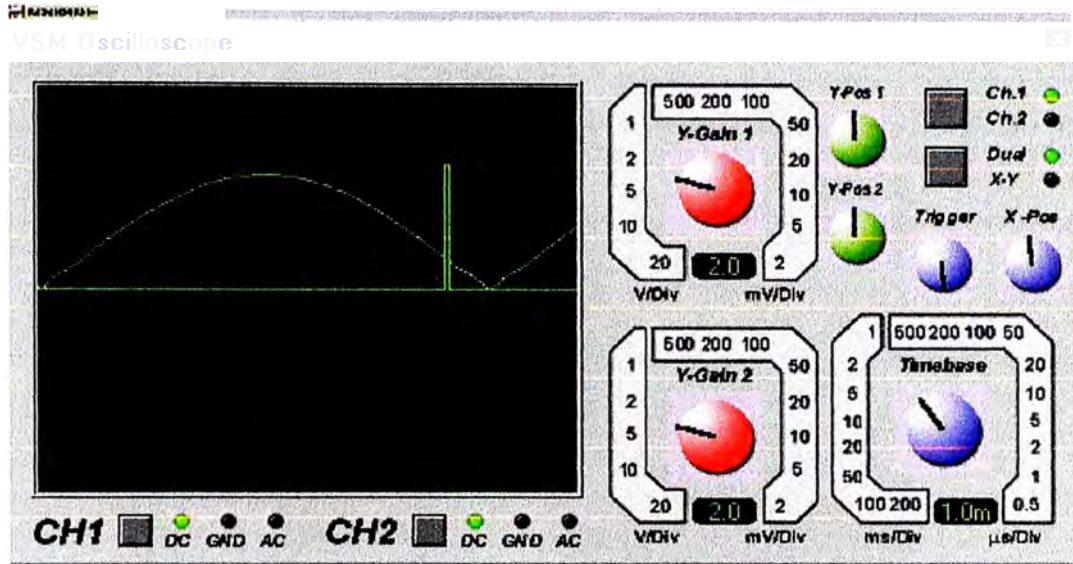 VSM Oscilloscope
500 200 100
1
2
5
10
20
50
20
10
5
2
Y-Gain 1
2.0
V/Div
mV/Div
Y-Pos 1
Y-Pos 2
Ch.1
Ch.2
Dual
X-Y
Trigger
X-Pos
500 200 100
1
2
5
10
20
50
20
10
5
2
Y-Gain 2
2.0
V/Div
mV/Div
1
500 200 100 50
2
5
10
20
50
100 200
20
10
5
2
1
0.5
Timebase
1.0m
ms/Div
µs/Div
CH1
DC GND AC
CH2
DC GND AC